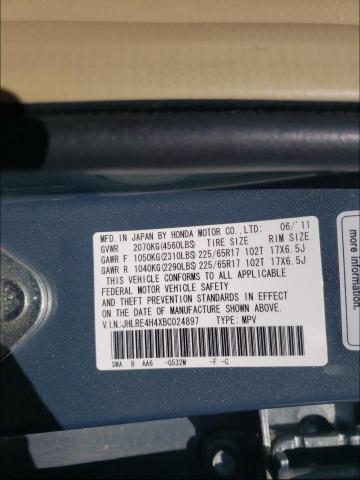 MFD. IN JAPAN BY HONDA MOTOR CO., LTD: 06/'11
GVWR 2070KG(4560LBS) TIRE SIZE RIM SIZE
GAWR F 1050KG(2310LBS) 225/65R17 102T 17X6.5J
GAWR R 1040KG(2290LBS) 225/65R17 102T 17X6.5J
THIS VEHICLE CONFORMS TO ALL APPLICABLE
FEDERAL MOTOR VEHICLE SAFETY
AND THEFT PREVENTION STANDARDS IN EFFECT
ON THE DATE OF MANUFACTURE SHOWN ABOVE.
V.I.N.:JHLRE4H4XBC024897 TYPE: MPV
SWA B AA6 -G532M -F -C
more information.